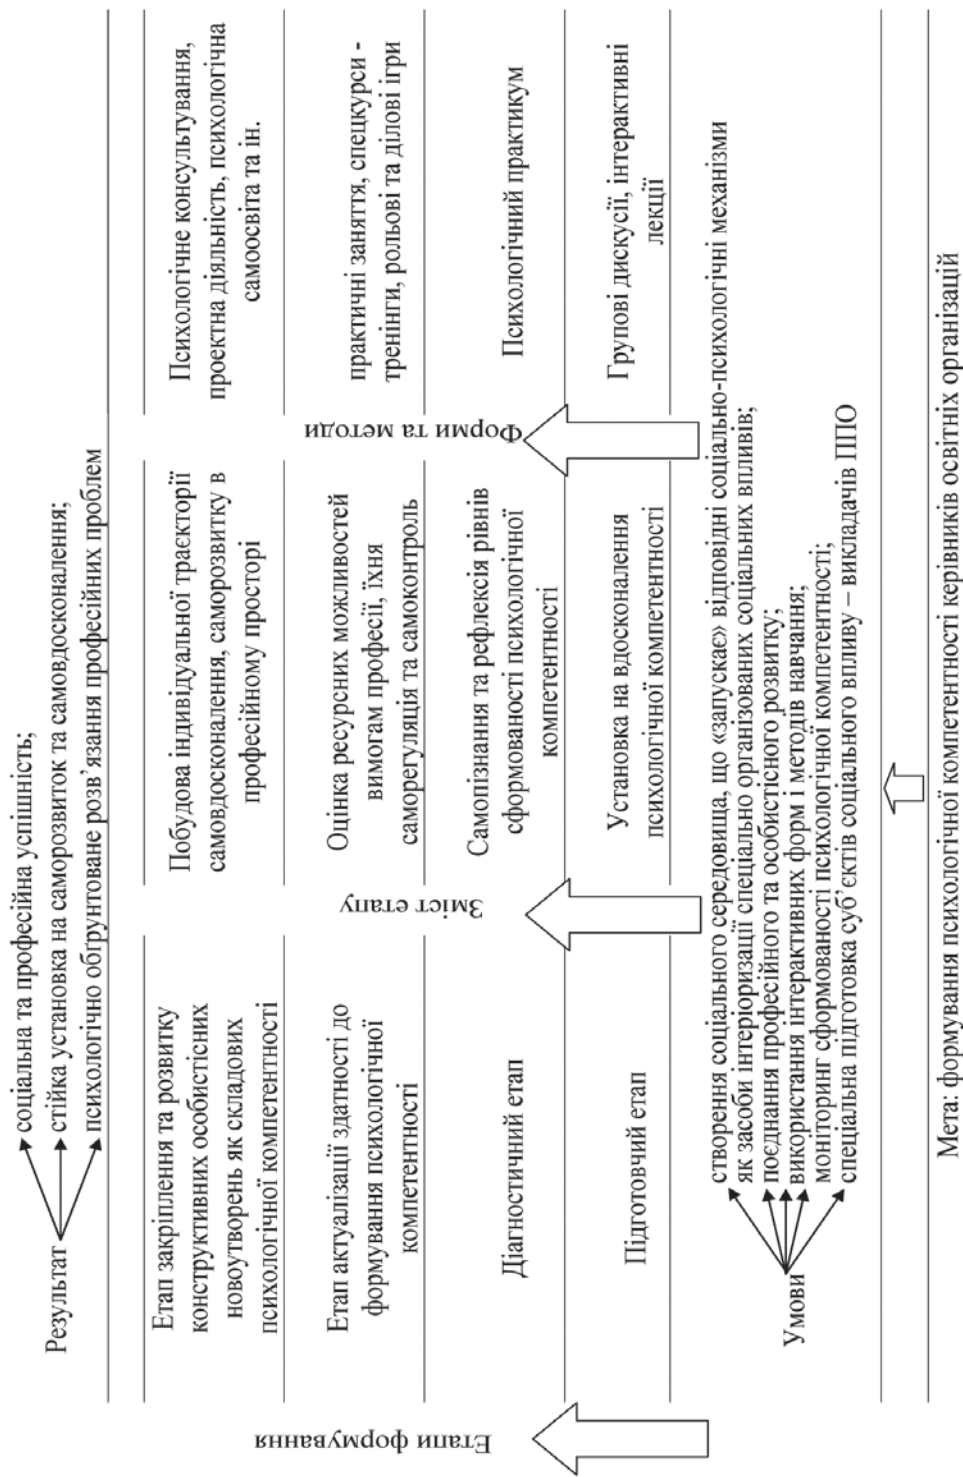 Результат
соціальна та професійна успішність;
стійка установка на саморозвиток та самовдосконалення;
психологічно обґрунтоване розв’язання професійних проблем
Етапи формування
Етап закріплення та розвитку
конструктивних особистісних
новоутворень як складових
психологічної компетентності
Етап актуалізації здатності до
формування психологічної
компетентності
Діагностичний етап
Підготовчий етап
Зміст етапу
Побудова індивідуальної траєкторії
самовдосконалення, саморозвитку в
професійному просторі
Оцінка ресурсних можливостей
вимогам професії, їхня
саморегуляція та самоконтроль
Самопізнання та рефлексія рівнів
сформованості психологічної
компетентності
Установка на вдосконалення
психологічної компетентності
Форми та методи
Психологічне консультування,
проектна діяльність, психологічна
самоосвіта та ін.
практичні заняття, спецкурси -
тренінги, рольові та ділові ігри
Психологічний практикум
Групові дискусії, інтерактивні
лекції
Умови
створення соціального середовища, що «запускає» відповідні соціально-психологічні механізми
як засоби інтеріоризації спеціально організованих соціальних впливів;
поєднання професійного та особистісного розвитку;
використання інтерактивних форм і методів навчання;
моніторинг сформованості психологічної компетентності;
спеціальна підготовка суб’єктів соціального впливу – викладачів ППО
Мета: формування психологічної компетентності керівників освітніх організацій